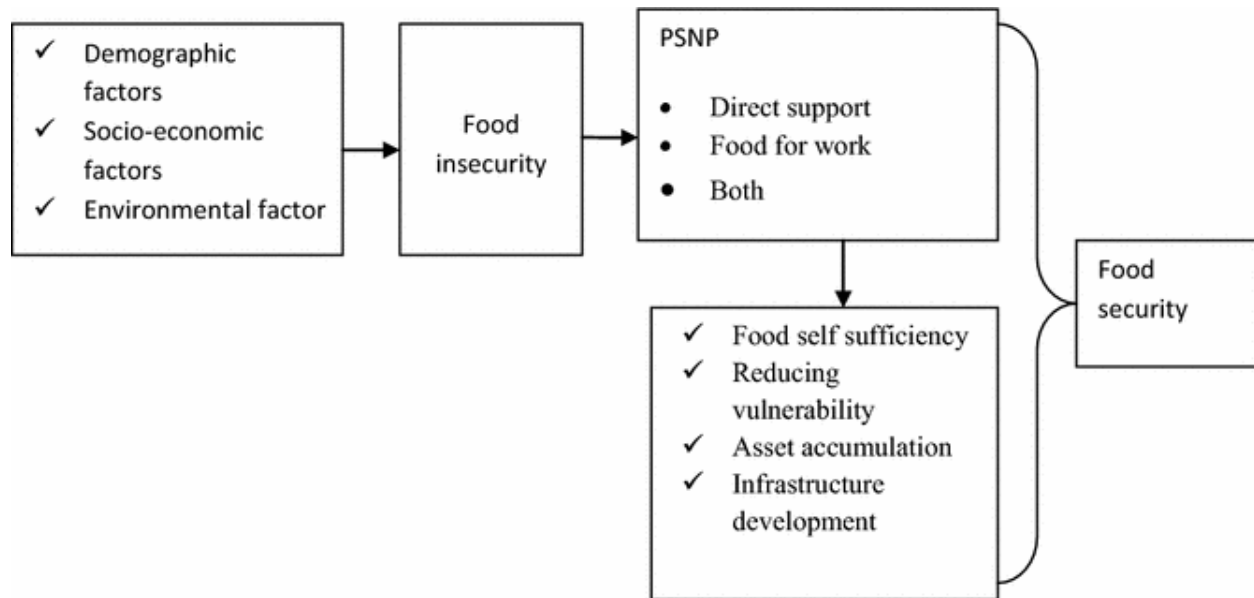 ✓ Demographic
factors
✓ Socio-economic
factors
✓ Environmental factor
Food
insecurity
PSNP
• Direct support
• Food for work
• Both
✓ Food self sufficiency
✓ Reducing
vulnerability
✓ Asset accumulation
✓ Infrastructure
development
Food
security